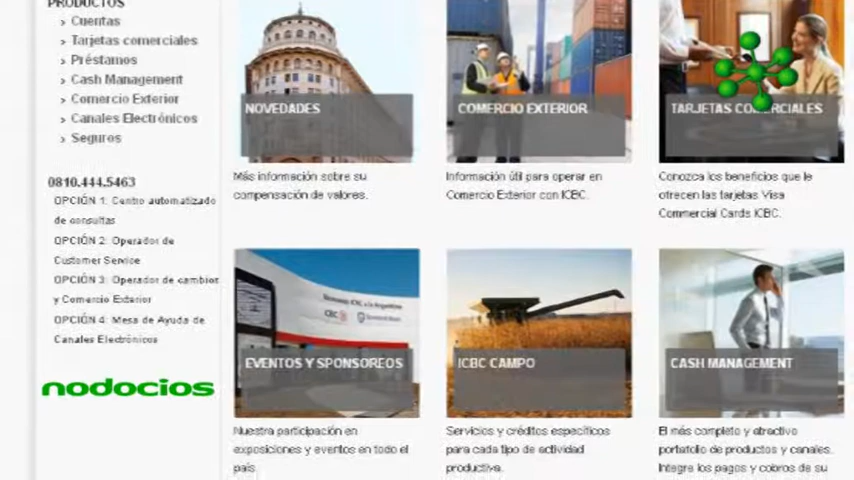 PRODUCTOS
› Cuentas
› Tarjetas comerciales
› Préstamos
› Cash Management
› Comercio Exterior
› Canales Electrónicos
› Seguros
0810.444.5463
OPCIÓN 1: Centro automatizado
de consultas
OPCIÓN 2: Operador de
Customer Service
OPCIÓN 3: Operador de cambios
y Comercio Exterior
OPCIÓN 4: Mesa de Ayuda de
Canales Electrónicos
nodocios
NOVEDADES
Más información sobre su
compensación de valores.
COMERCIO EXTERIOR
Información útil para operar en
Comercio Exterior con ICBC.
TARJETAS COMERCIALES
Conozca los beneficios que le
ofrecen las tarjetas Visa
Commercial Cards ICBC.
ICBC
EVENTOS Y SPONSOREOS
Nuestra participación en
exposiciones y eventos en todo el
país.
ICBC CAMPO
Servicios y créditos específicos
para cada tipo de actividad
productiva.
CASH MANAGEMENT
El más completo y atractivo
portafolio de productos y canales.
Integre los pagos y cobros de su